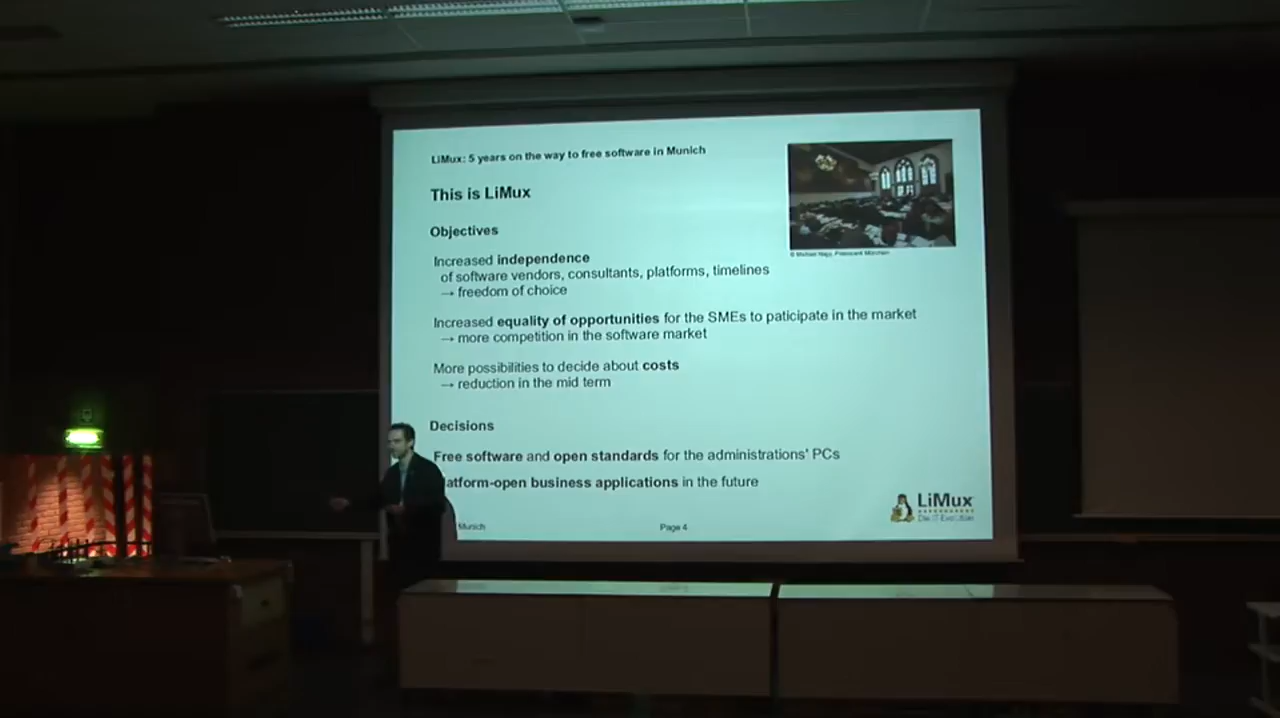 LiMux: 5 years on the way to free software in Munich
This is LiMux
Objectives
Increased independence
of software vendors, consultants, platforms, timelines
→ freedom of choice
Increased equality of opportunities for the SMEs to paticipate in the market
→ more competition in the software market
More possibilities to decide about costs
→ reduction in the mid term
Decisions
Free software and open standards for the administrations' PCs
atform-open business applications in the future
Munich
Page 4
LiMux